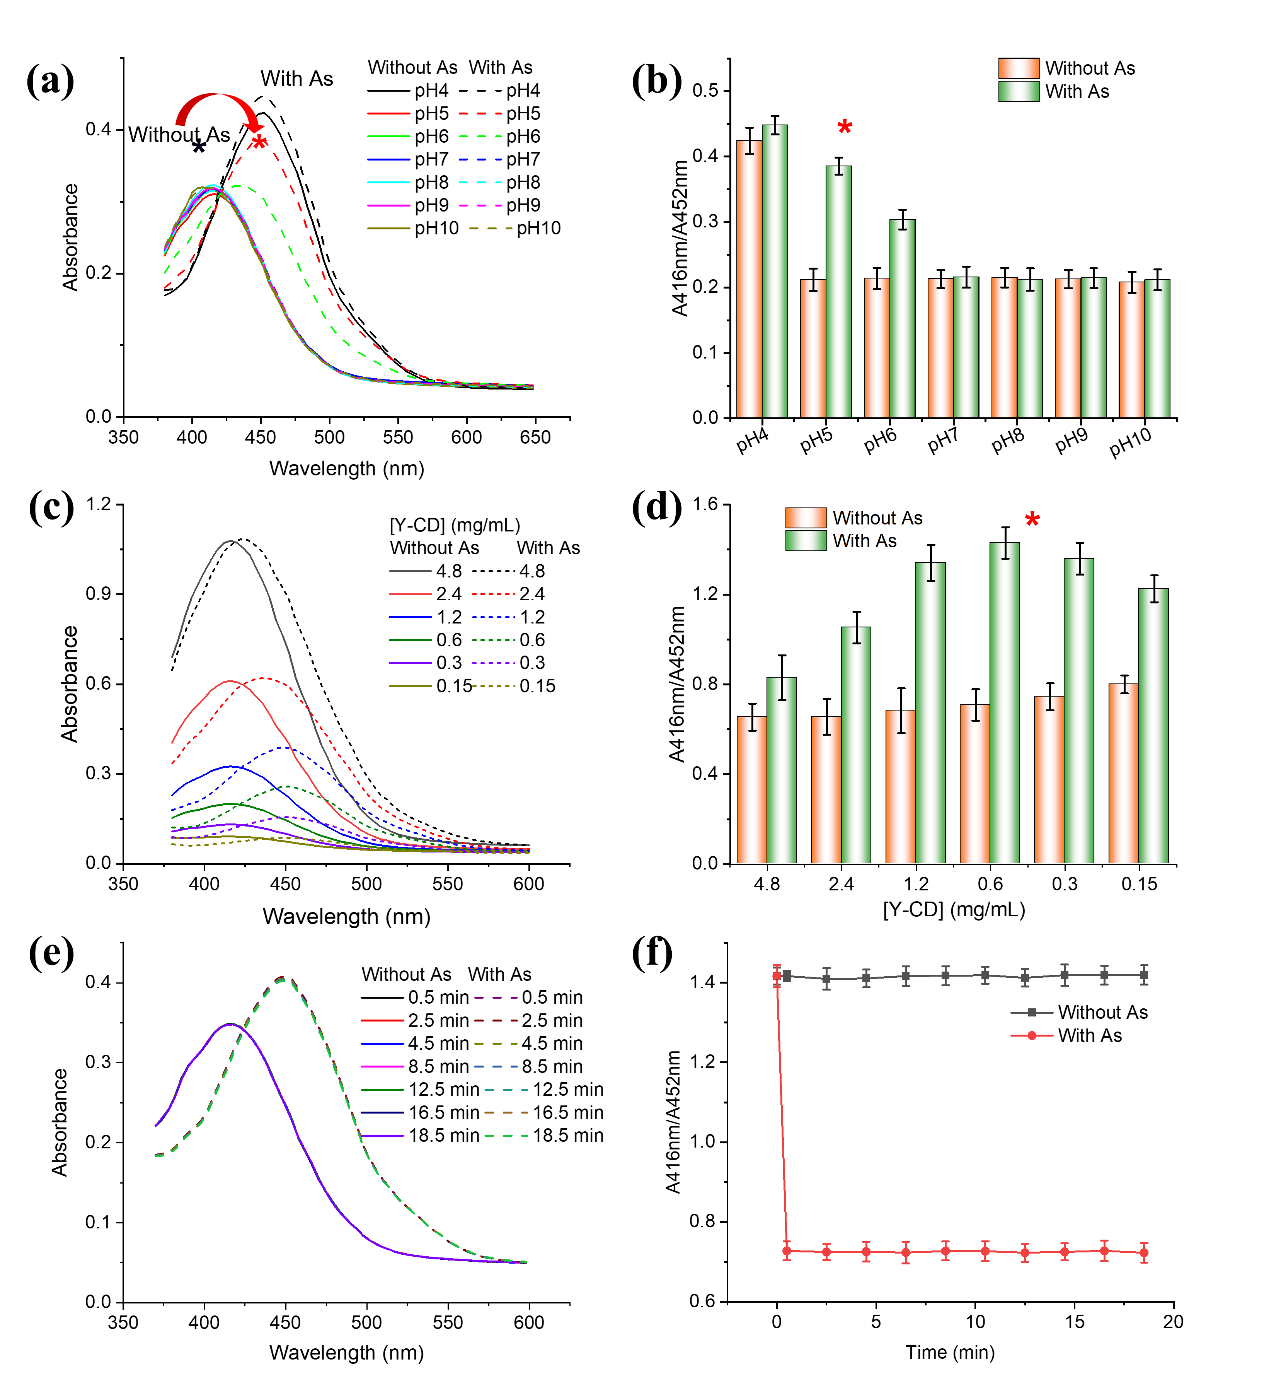 (a)
Without As With As
pH4 pH4
pH5 pH5
pH6 pH6
pH7 pH7
pH8 pH8
pH9 pH9
pH10 pH10
With As
Without As
*
*
Absorbance
0.4
0.2
0.0
350 400 450 500 550 600 650
Wavelength (nm)
(b)
Without As
With As
*
A416nm/A452nm
0.5
0.4
0.3
0.2
0.1
0.0
pH4 pH5 pH6 pH7 pH8 pH9 pH10
(c)
[Y-CD] (mg/mL)
Without As With As
4.8 4.8
2.4 2.4
1.2 1.2
0.6 0.6
0.3 0.3
0.15 0.15
Absorbance
1.2
0.9
0.6
0.3
0.0
350 400 450 500 550 600
Wavelength (nm)
(d)
Without As
With As
*
A416nm/A452nm
1.6
1.2
0.8
0.4
0.0
4.8 2.4 1.2 0.6 0.3 0.15
[Y-CD] (mg/mL)
(e)
Without As With As
0.5 min 0.5 min
2.5 min 2.5 min
4.5 min 4.5 min
8.5 min 8.5 min
12.5 min 12.5 min
16.5 min 16.5 min
18.5 min 18.5 min
Absorbance
0.4
0.3
0.2
0.1
0.0
350 400 450 500 550 600
Wavelength (nm)
(f)
Without As
With As
A416nm/A452nm
1.4
1.2
1.0
0.8
0.6
0 5 10 15 20
Time (min)